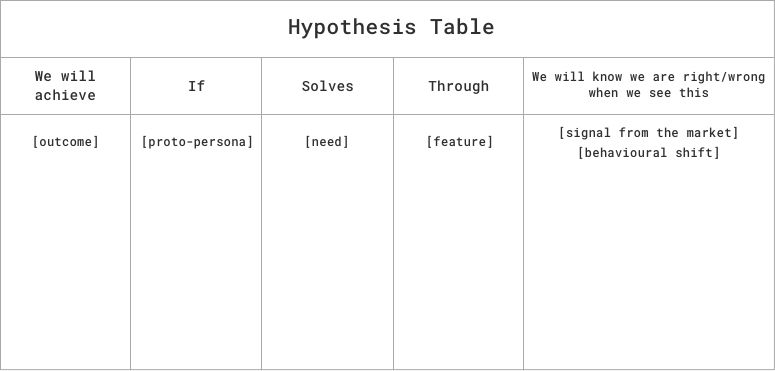 Hypothesis Table
We will
achieve
If
Solves
Through
We will know we are right/wrong
when we see this
[outcome]
[proto-persona]
[need]
[feature]
[signal from the market]
[behavioural shift]